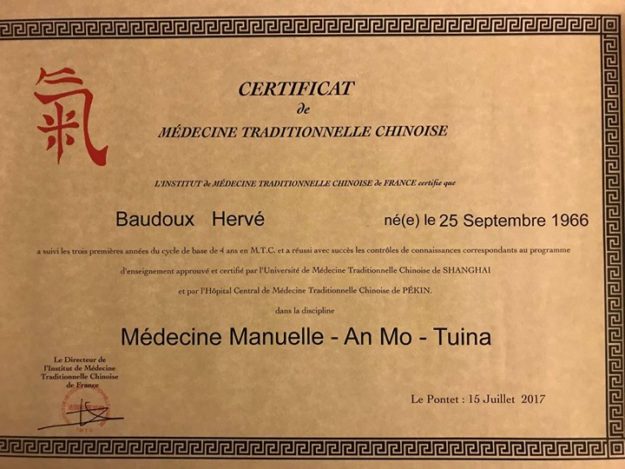 氣
CERTIFICAT
de
MÉDECINE TRADITIONNELLE CHINOISE
L'INSTITUT de MÉDECINE TRADITIONNELLE CHINOISE de FRANCE certifie que
Baudoux Hervé né(e) le 25 Septembre 1966
a suivi les trois premières années du cycle de base de 4 ans en M.T.C. et a réussi avec succès les contrôles de connaissances correspondants au programme
d'enseignement approuvé et certifié par l'Université de Médecine Traditionnelle Chinoise de SHANGHAI
et par l'Hôpital Central de Médecine Traditionnelle Chinoise de PÉKIN.
dans la discipline
Médecine Manuelle - An Mo - Tuina
Le Directeur de
l'Institut de Médecine
Traditionnelle Chinoise
de France
Le Pontet : 15 Juillet 2017